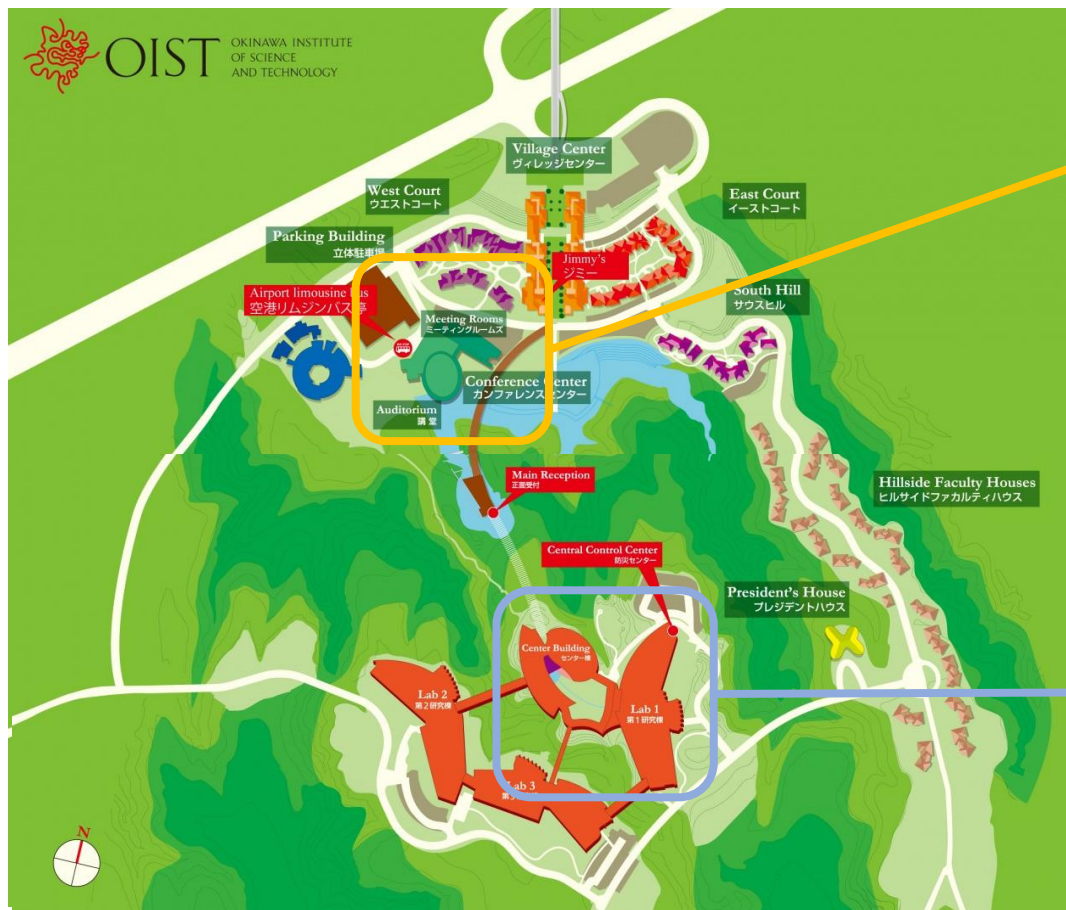 OIST
OKINAWA INSTITUTE
OF SCIENCE
AND TECHNOLOGY
Village Center
ヴィレッジセンター
West Court
ウエストコート
East Court
イーストコート
Parking Building
立体駐車場
Jimmy's
ジミー
Airport limousine bus
空港リムジンバス亭
South Hill
サウスヒル
Meeting Rooms
ミーティングルームズ
Conference Center
カンファレンスセンター
Auditorium
講堂
Main Reception
正面受付
Hillside Faculty Houses
ヒルサイドファカルティハウス
Central Control Center
防災センター
President's House
プレジデントハウス
Center Building
センター棟
Lab 2
第2研究棟
Lab 1
第1研究棟
Lab 3
N